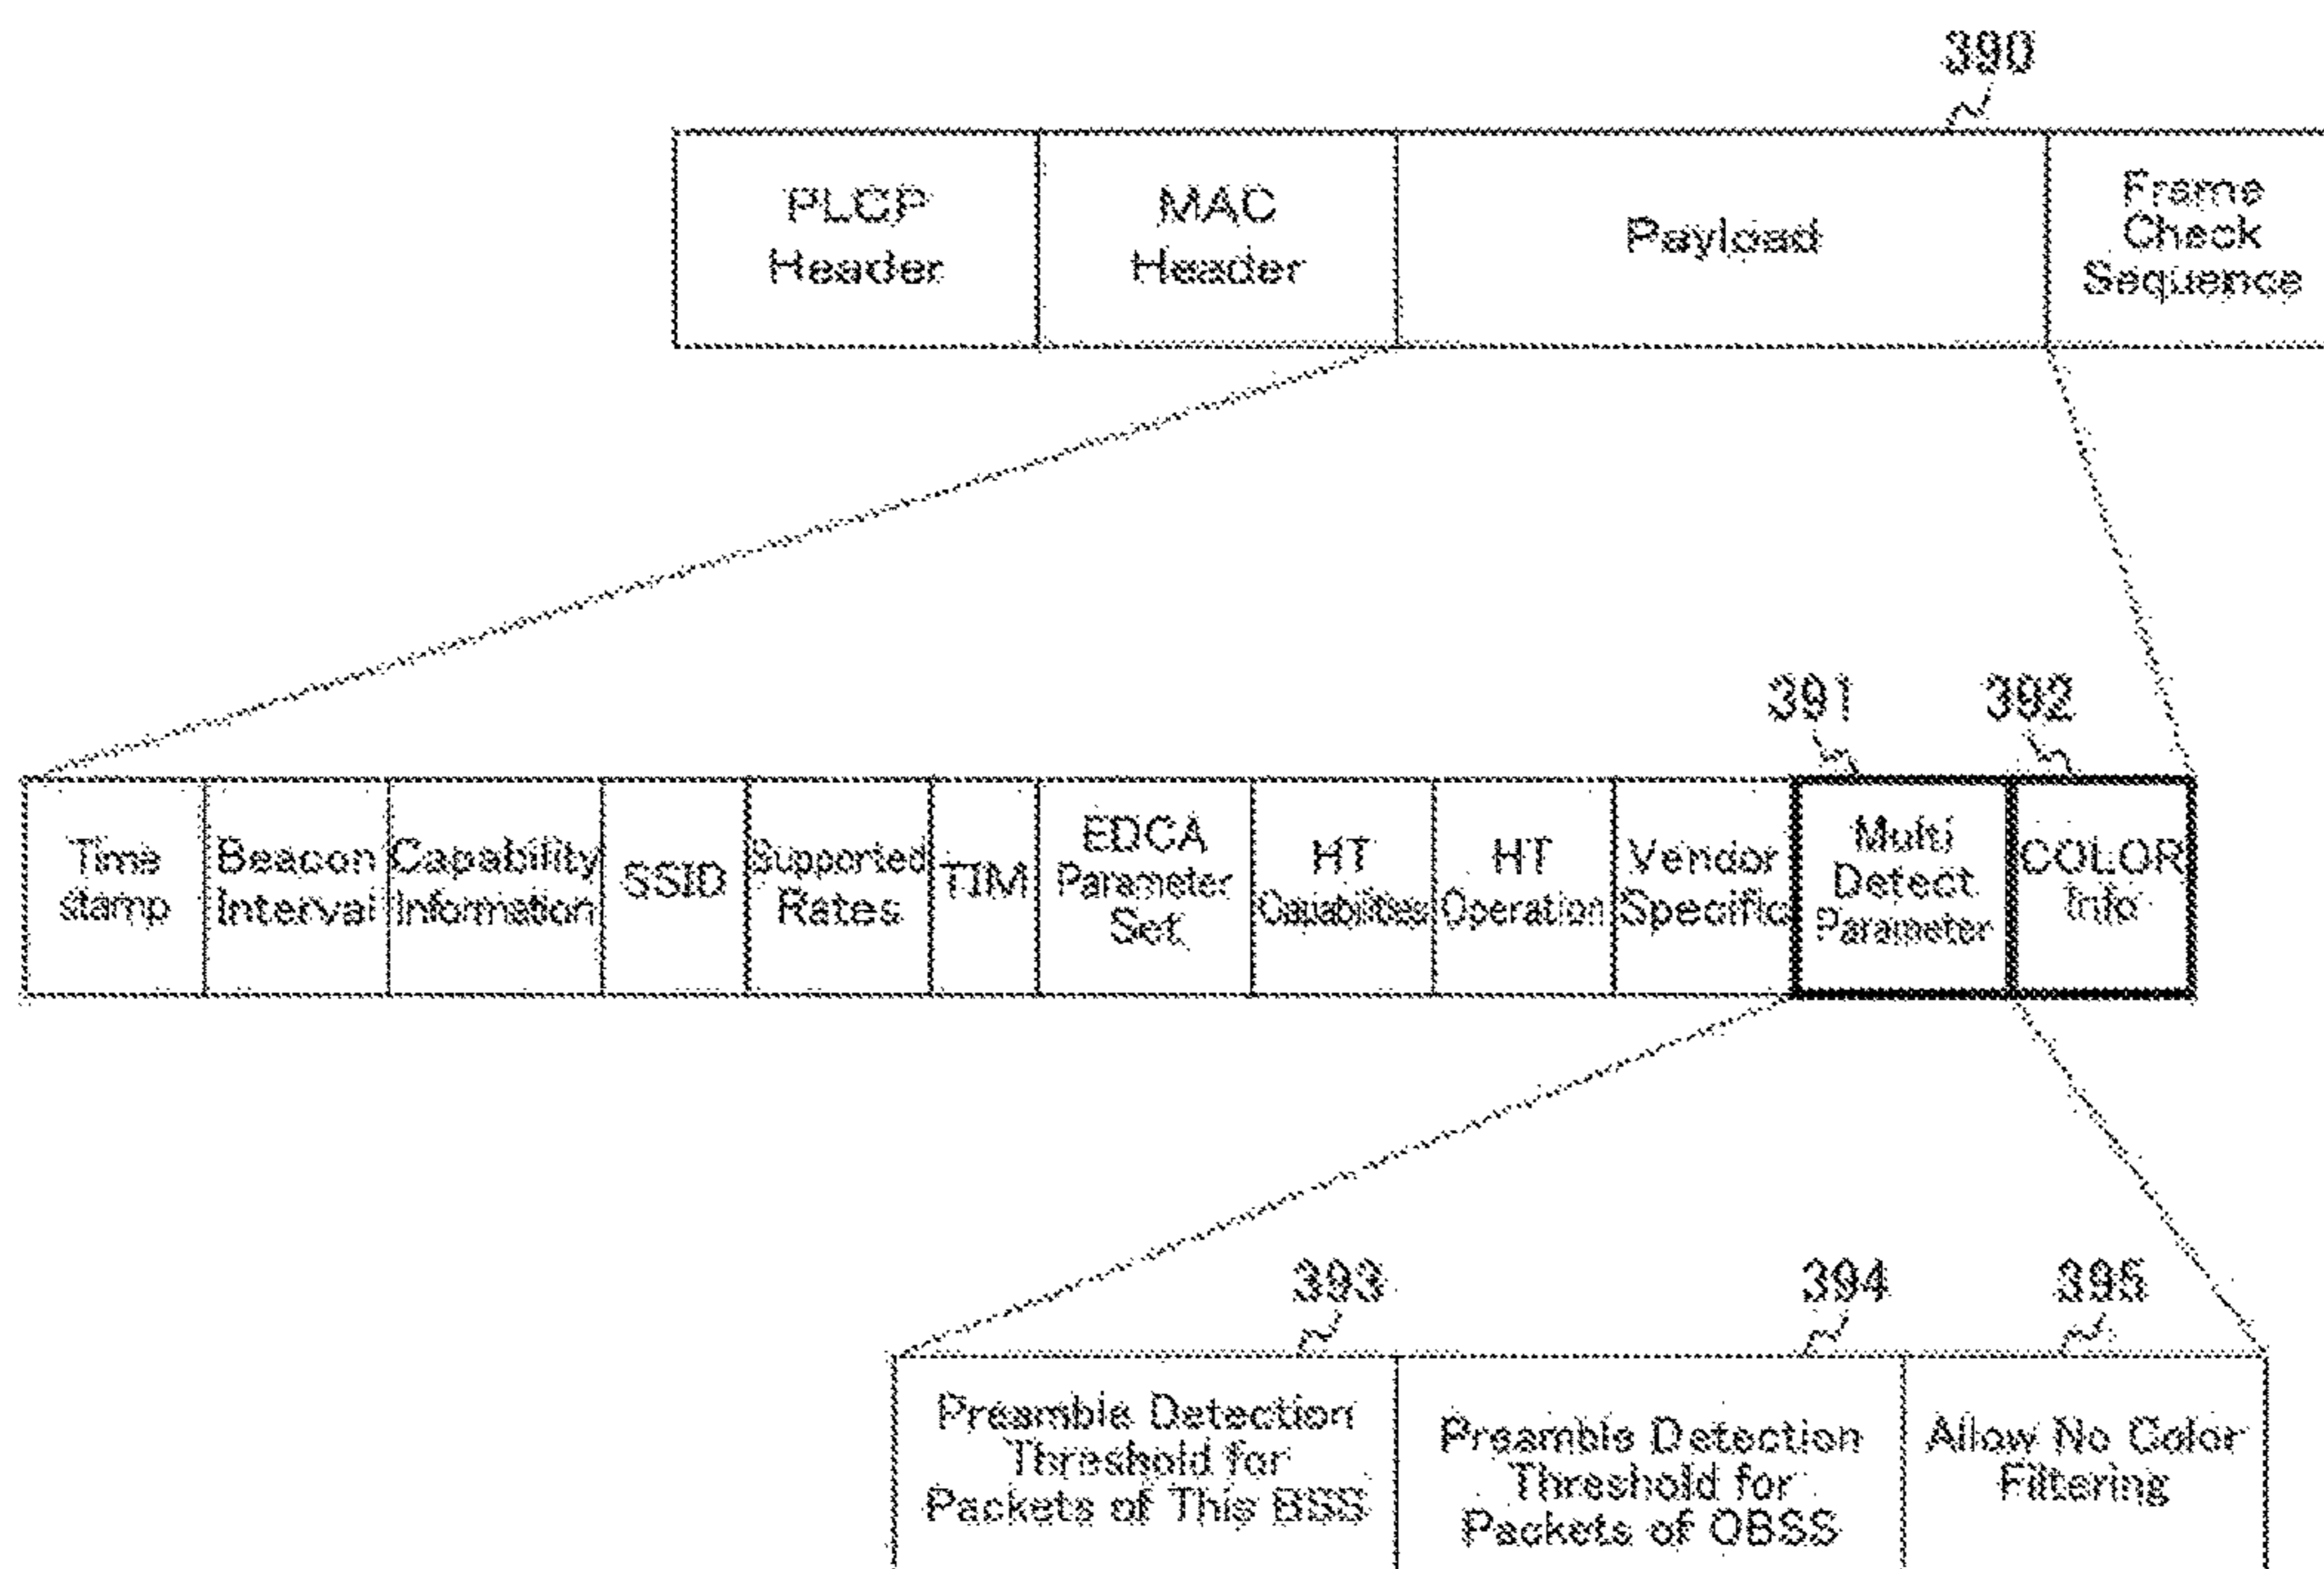 390
PLCP
Header
MAC
Header
Payload
Frame
Check
Sequence
391
392
Time
stamp
Beacon
Interval
Capability
Information
SSID
Supported
Rates
TIM
EDCA
Parameter
Set
HT
Capabilities
HT
Operation
Vendor
Specific
Multi
Detect
Parameter
COLOR
Info
393
394
395
Preamble Detection
Threshold for
Packets of This BSS
Preamble Detection
Threshold for
Packets of OBSS
Allow No Color
Filtering